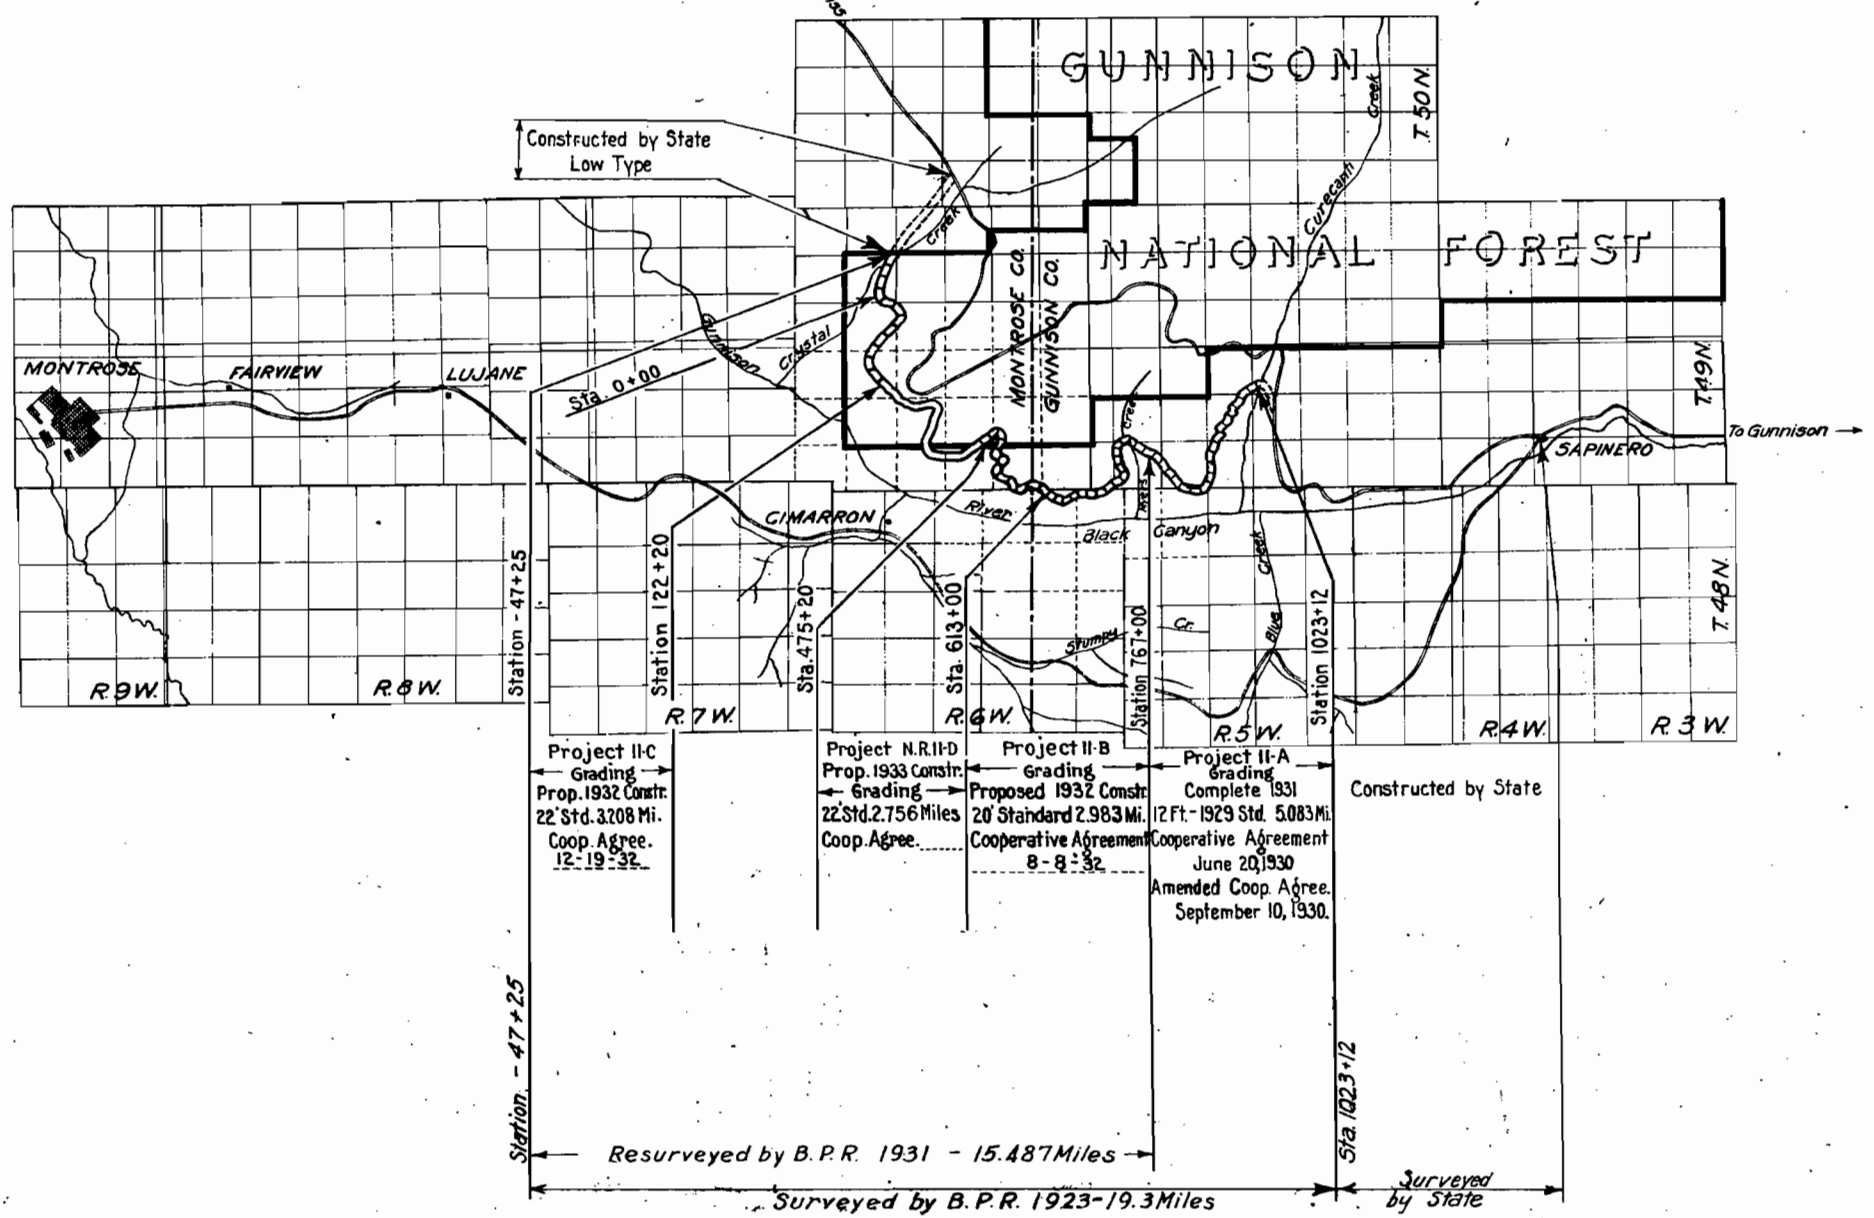 GUNNISON
Creek
T. 50 N.
Constructed by State
Low Type
Curecanti
Creek
NATIONAL FOREST
MONTROSE CO.
GUNNISON CO.
Gunnison
Crystal
MONTROSE
FAIRVIEW
LUJANE
Sta. 0+00
T.49N.
Creek
To Gunnison
SAPINERO
CIMARRON
River
Black Canyon
Creek
Station - 47+25
Station 122+20
Sta. 475+20
Sta. 613+00
Station 767+00
Station 1023+12
Stumpy Cr.
Blue
T. 48N.
R.9W.
R.8W.
R.7W.
R.6W.
R.5W.
R.4W.
R.3W.
Project II-C
Grading
Prop. 1932 Constr.
22' Std. 3.208 Mi.
Coop. Agree.
12-19-32
Project N.R.II-D
Prop. 1933 Constr.
Grading
22' Std. 2.756 Miles
Coop. Agree.
Project II-B
Grading
Proposed 1932 Constr.
20' Standard 2.983 Mi.
Cooperative Agreement
8-8-32
Project II-A
Grading
Complete 1931
12 Ft.-1929 Std. 5.083 Mi.
Cooperative Agreement
June 20, 1930
Amended Coop. Agree.
September 10, 1930.
Constructed by State
Station - 47+25
Sta. 1023+12
Resurveyed by B.P.R. 1931 - 15.487 Miles
Surveyed by B.P.R. 1923-19.3 Miles
Surveyed
by State